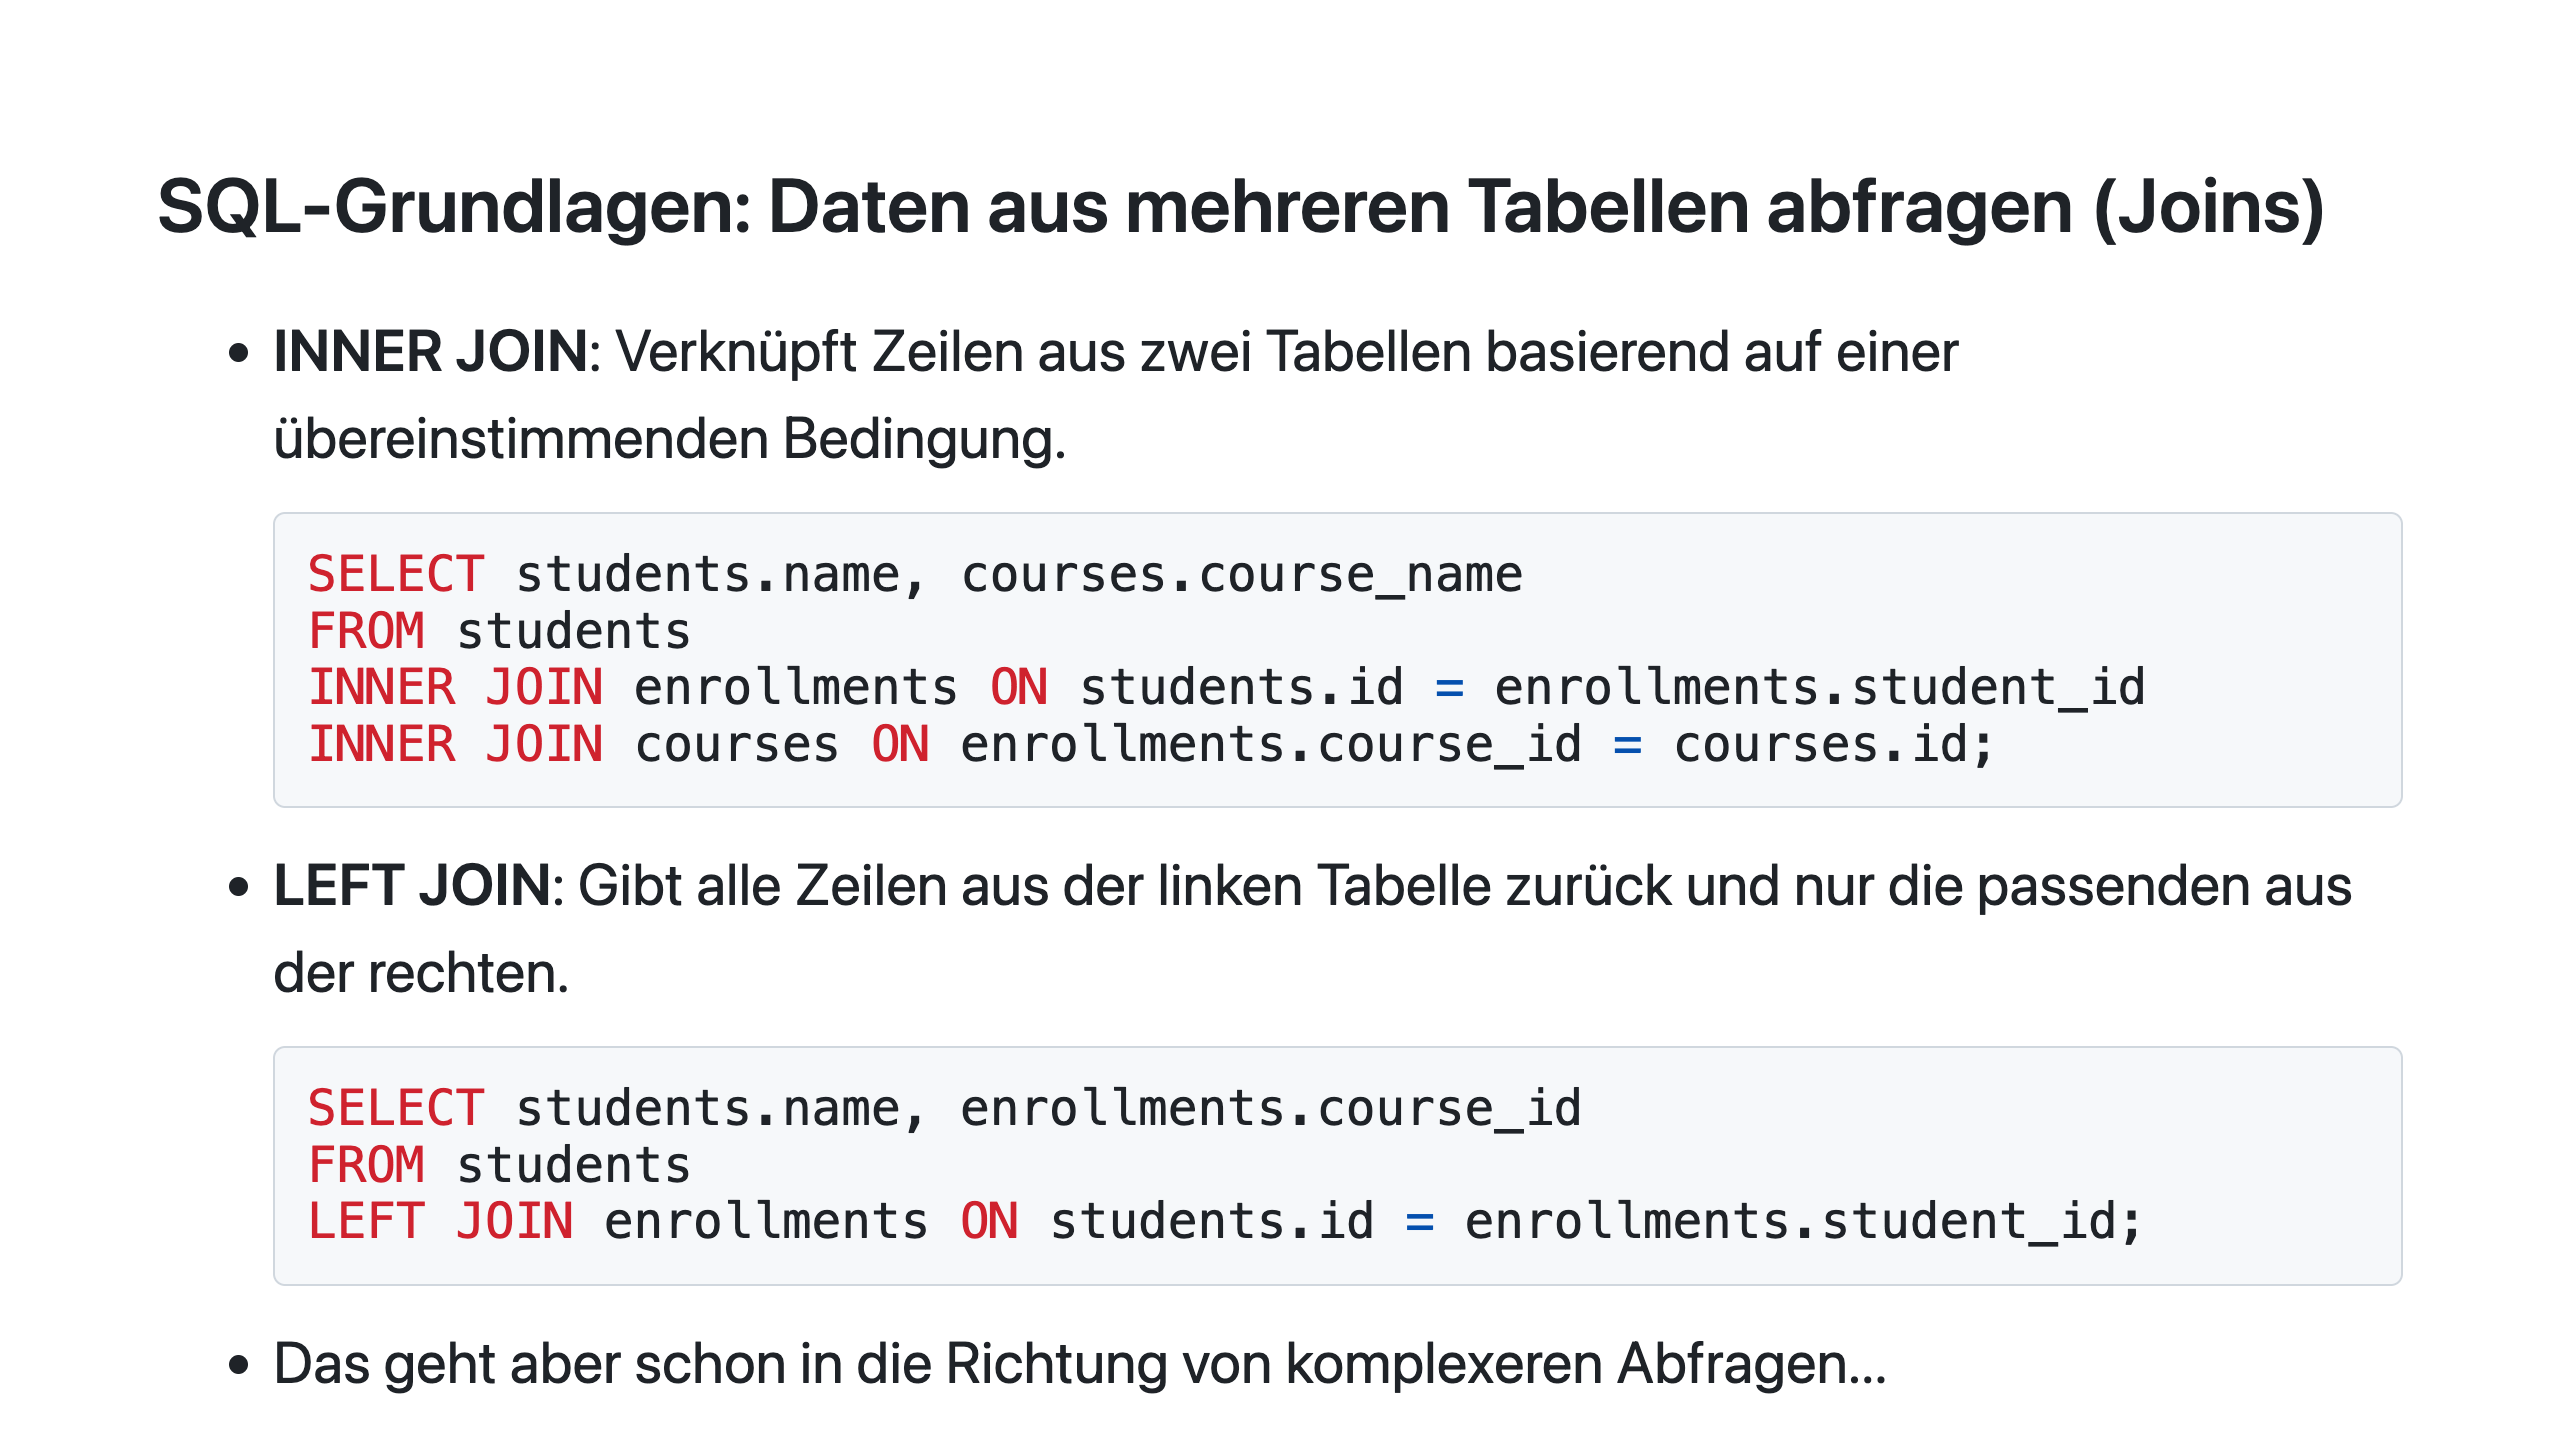 SQL-Grundlagen: Daten aus mehreren Tabellen abfragen (Joins)
• INNER JOIN: Verknüpft Zeilen aus zwei Tabellen basierend auf einer
übereinstimmenden Bedingung.
SELECT students.name, courses.course_name
FROM students
INNER JOIN enrollments ON students.id = enrollments.student_id
INNER JOIN courses ON enrollments.course_id = courses.id;
• LEFT JOIN: Gibt alle Zeilen aus der linken Tabelle zurück und nur die passenden aus
der rechten.
SELECT students.name, enrollments.course_id
FROM students
LEFT JOIN enrollments ON students.id = enrollments.student_id;
• Das geht aber schon in die Richtung von komplexeren Abfragen...